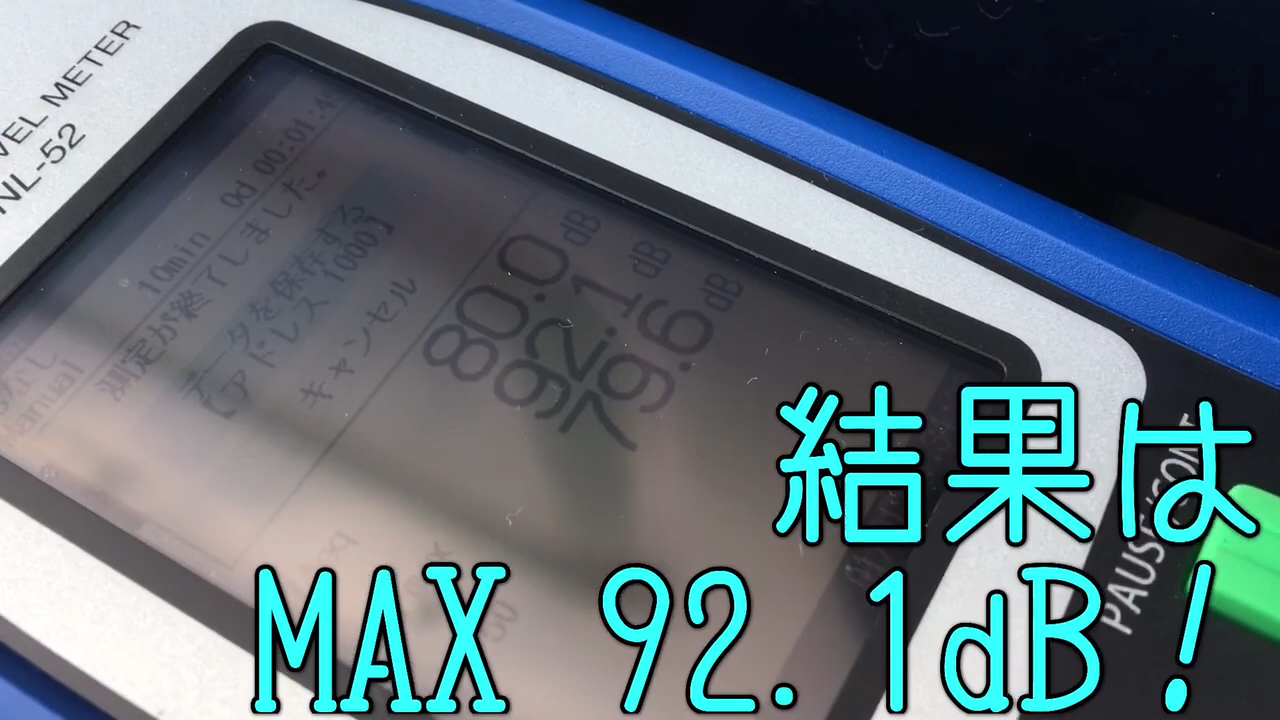 VEL METER
NL-52
10min 0d 00:01:4
測定が終了しました。
データを保存する
[アドレス 1000]
キャンセル
Manual
80.0 dB
92.1 dB
79.6 dB
結果は
MAX 92.1dB!